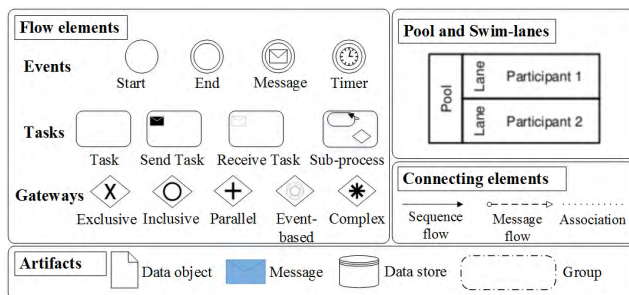 Flow elements
Events
Start
End
Message
Timer
Tasks
Task
Send Task
Receive Task
Sub-process
Gateways
X
Exclusive
Inclusive
Parallel
Event-
based
Complex
Pool and Swim-lanes
Pool
Lane
Participant 1
Lane
Participant 2
Connecting elements
Sequence
flow
Message
flow
Association
Artifacts
Data object
Message
Data store
Group